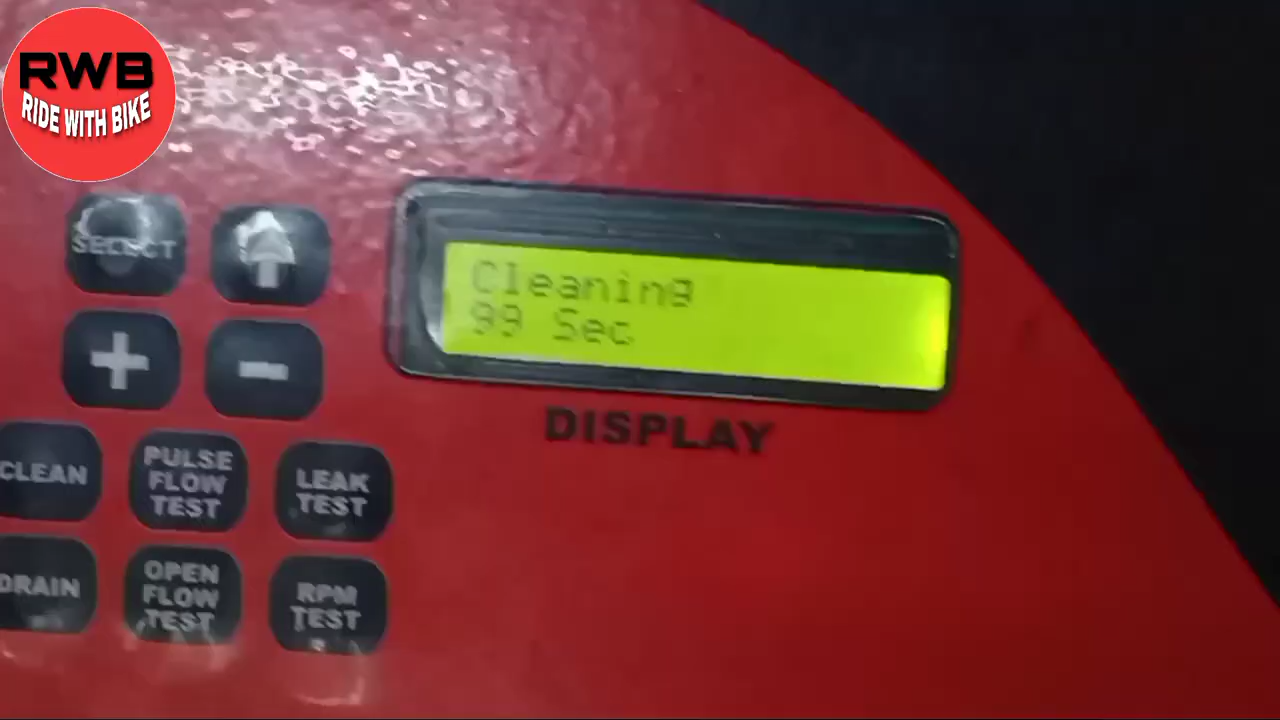 RWB
RIDE WITH BIKE
SELECT
Cleaning
99 Sec
DISPLAY
CLEAN
PULSE
FLOW
TEST
LEAK
TEST
DRAIN
OPEN
FLOW
TEST
RPM
TEST